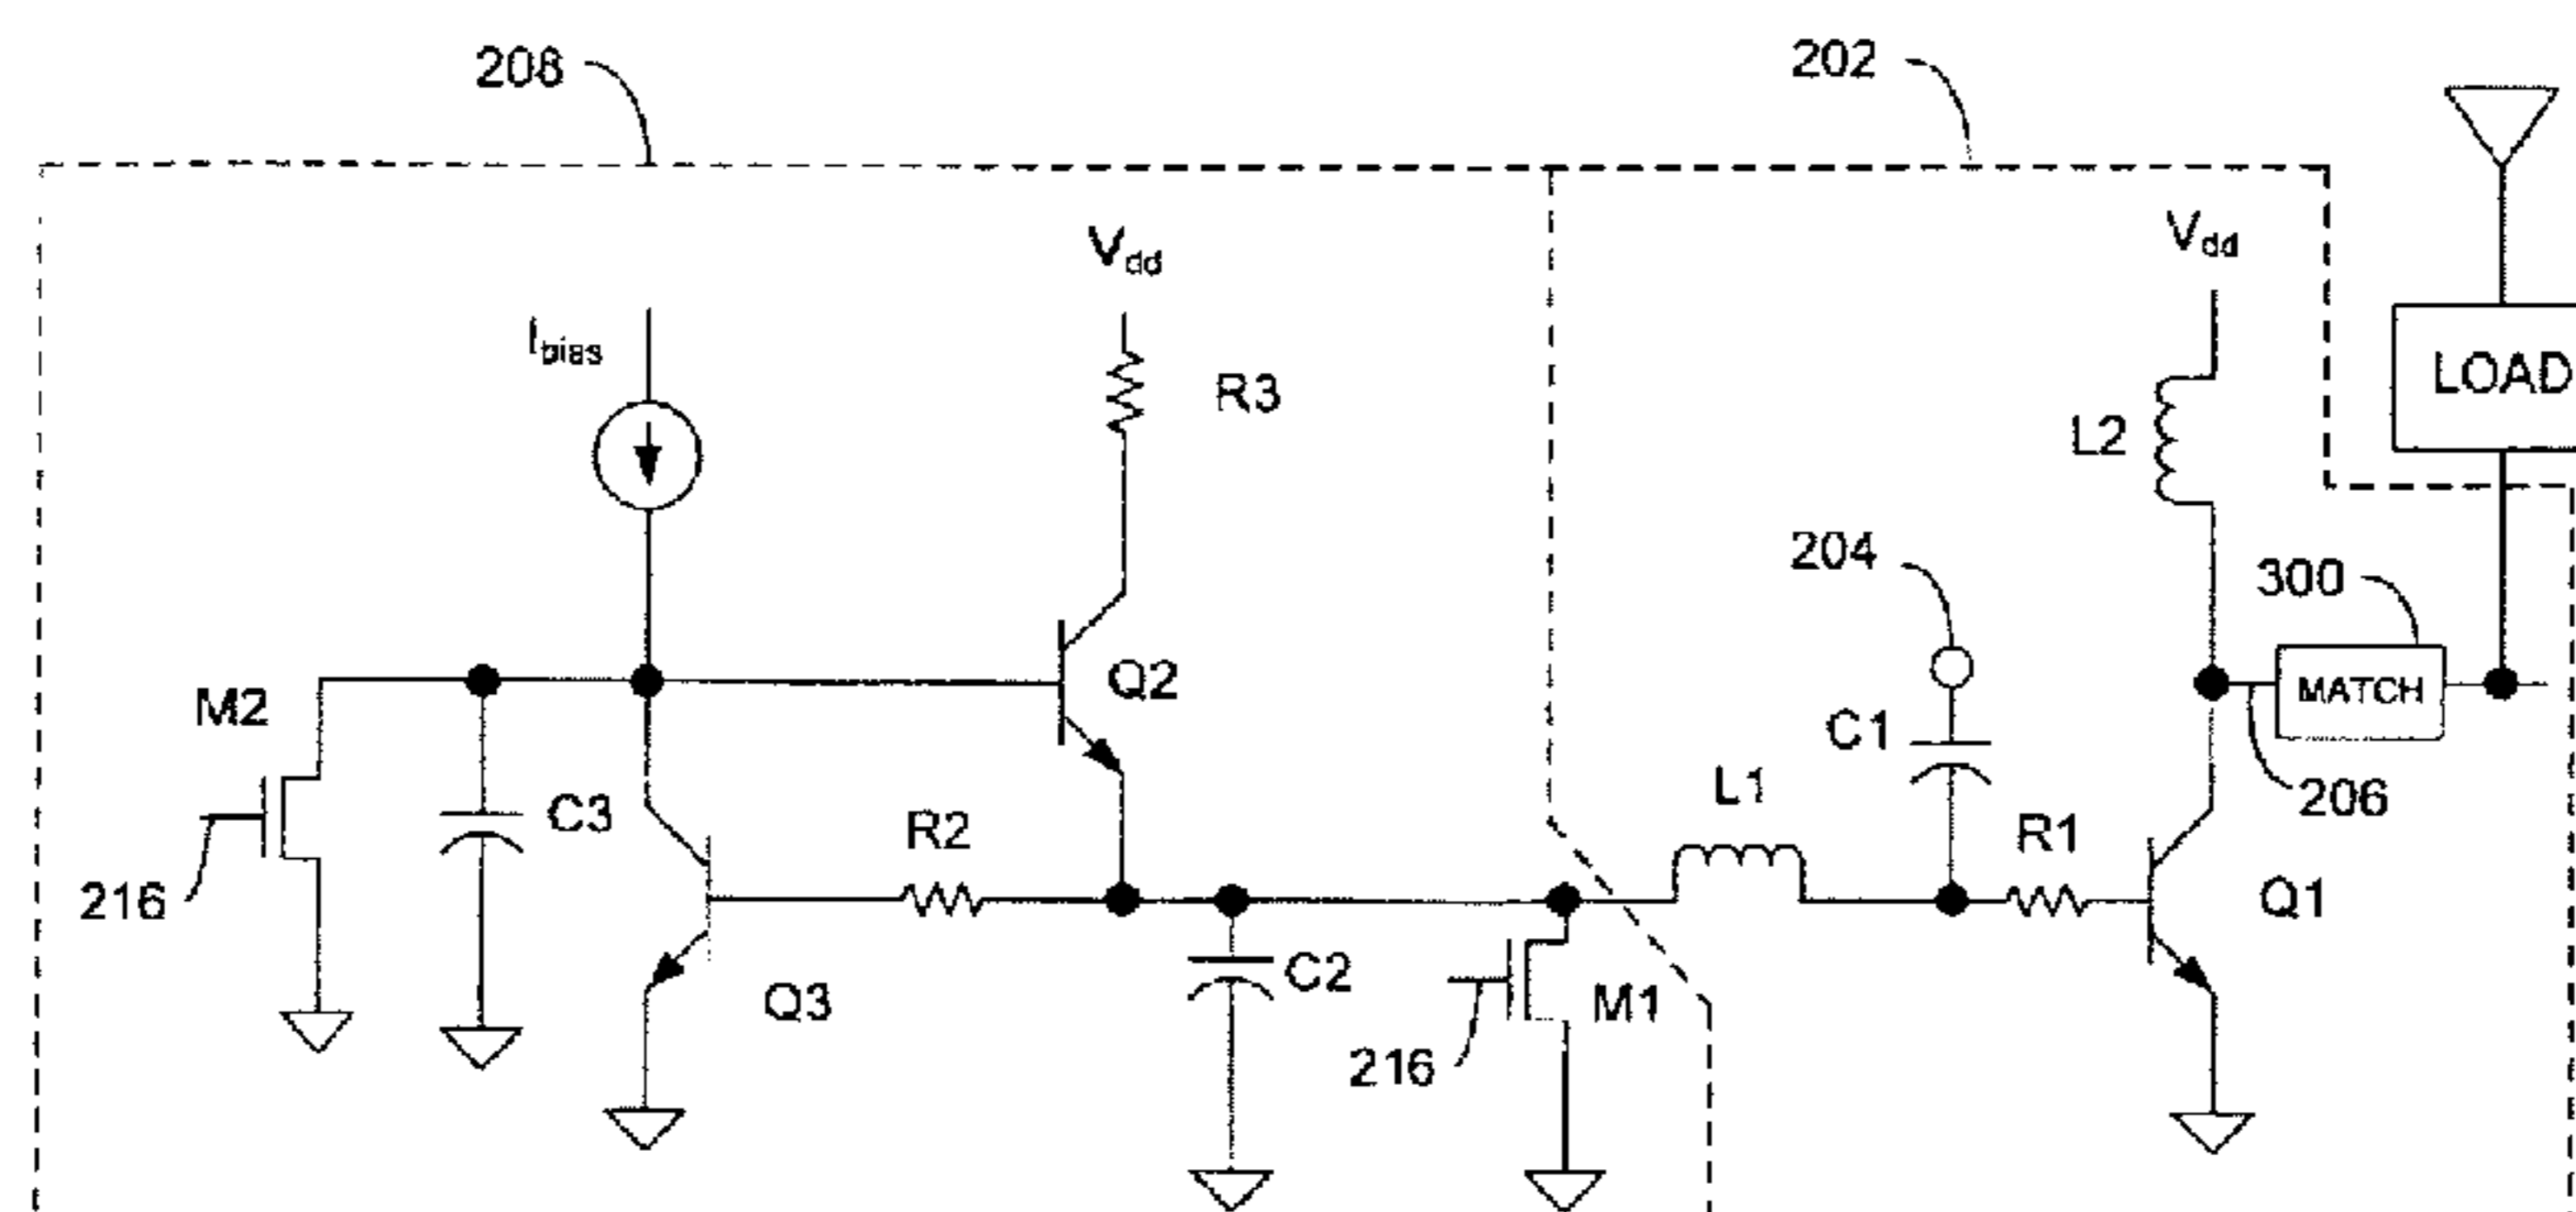 208
202
Vdd
Vdd
Ibias
R3
LOAD
L2
204
300
M2
Q2
C1
MATCH
C3
R2
L1
R1
206
216
Q1
Q3
C2
M1
216